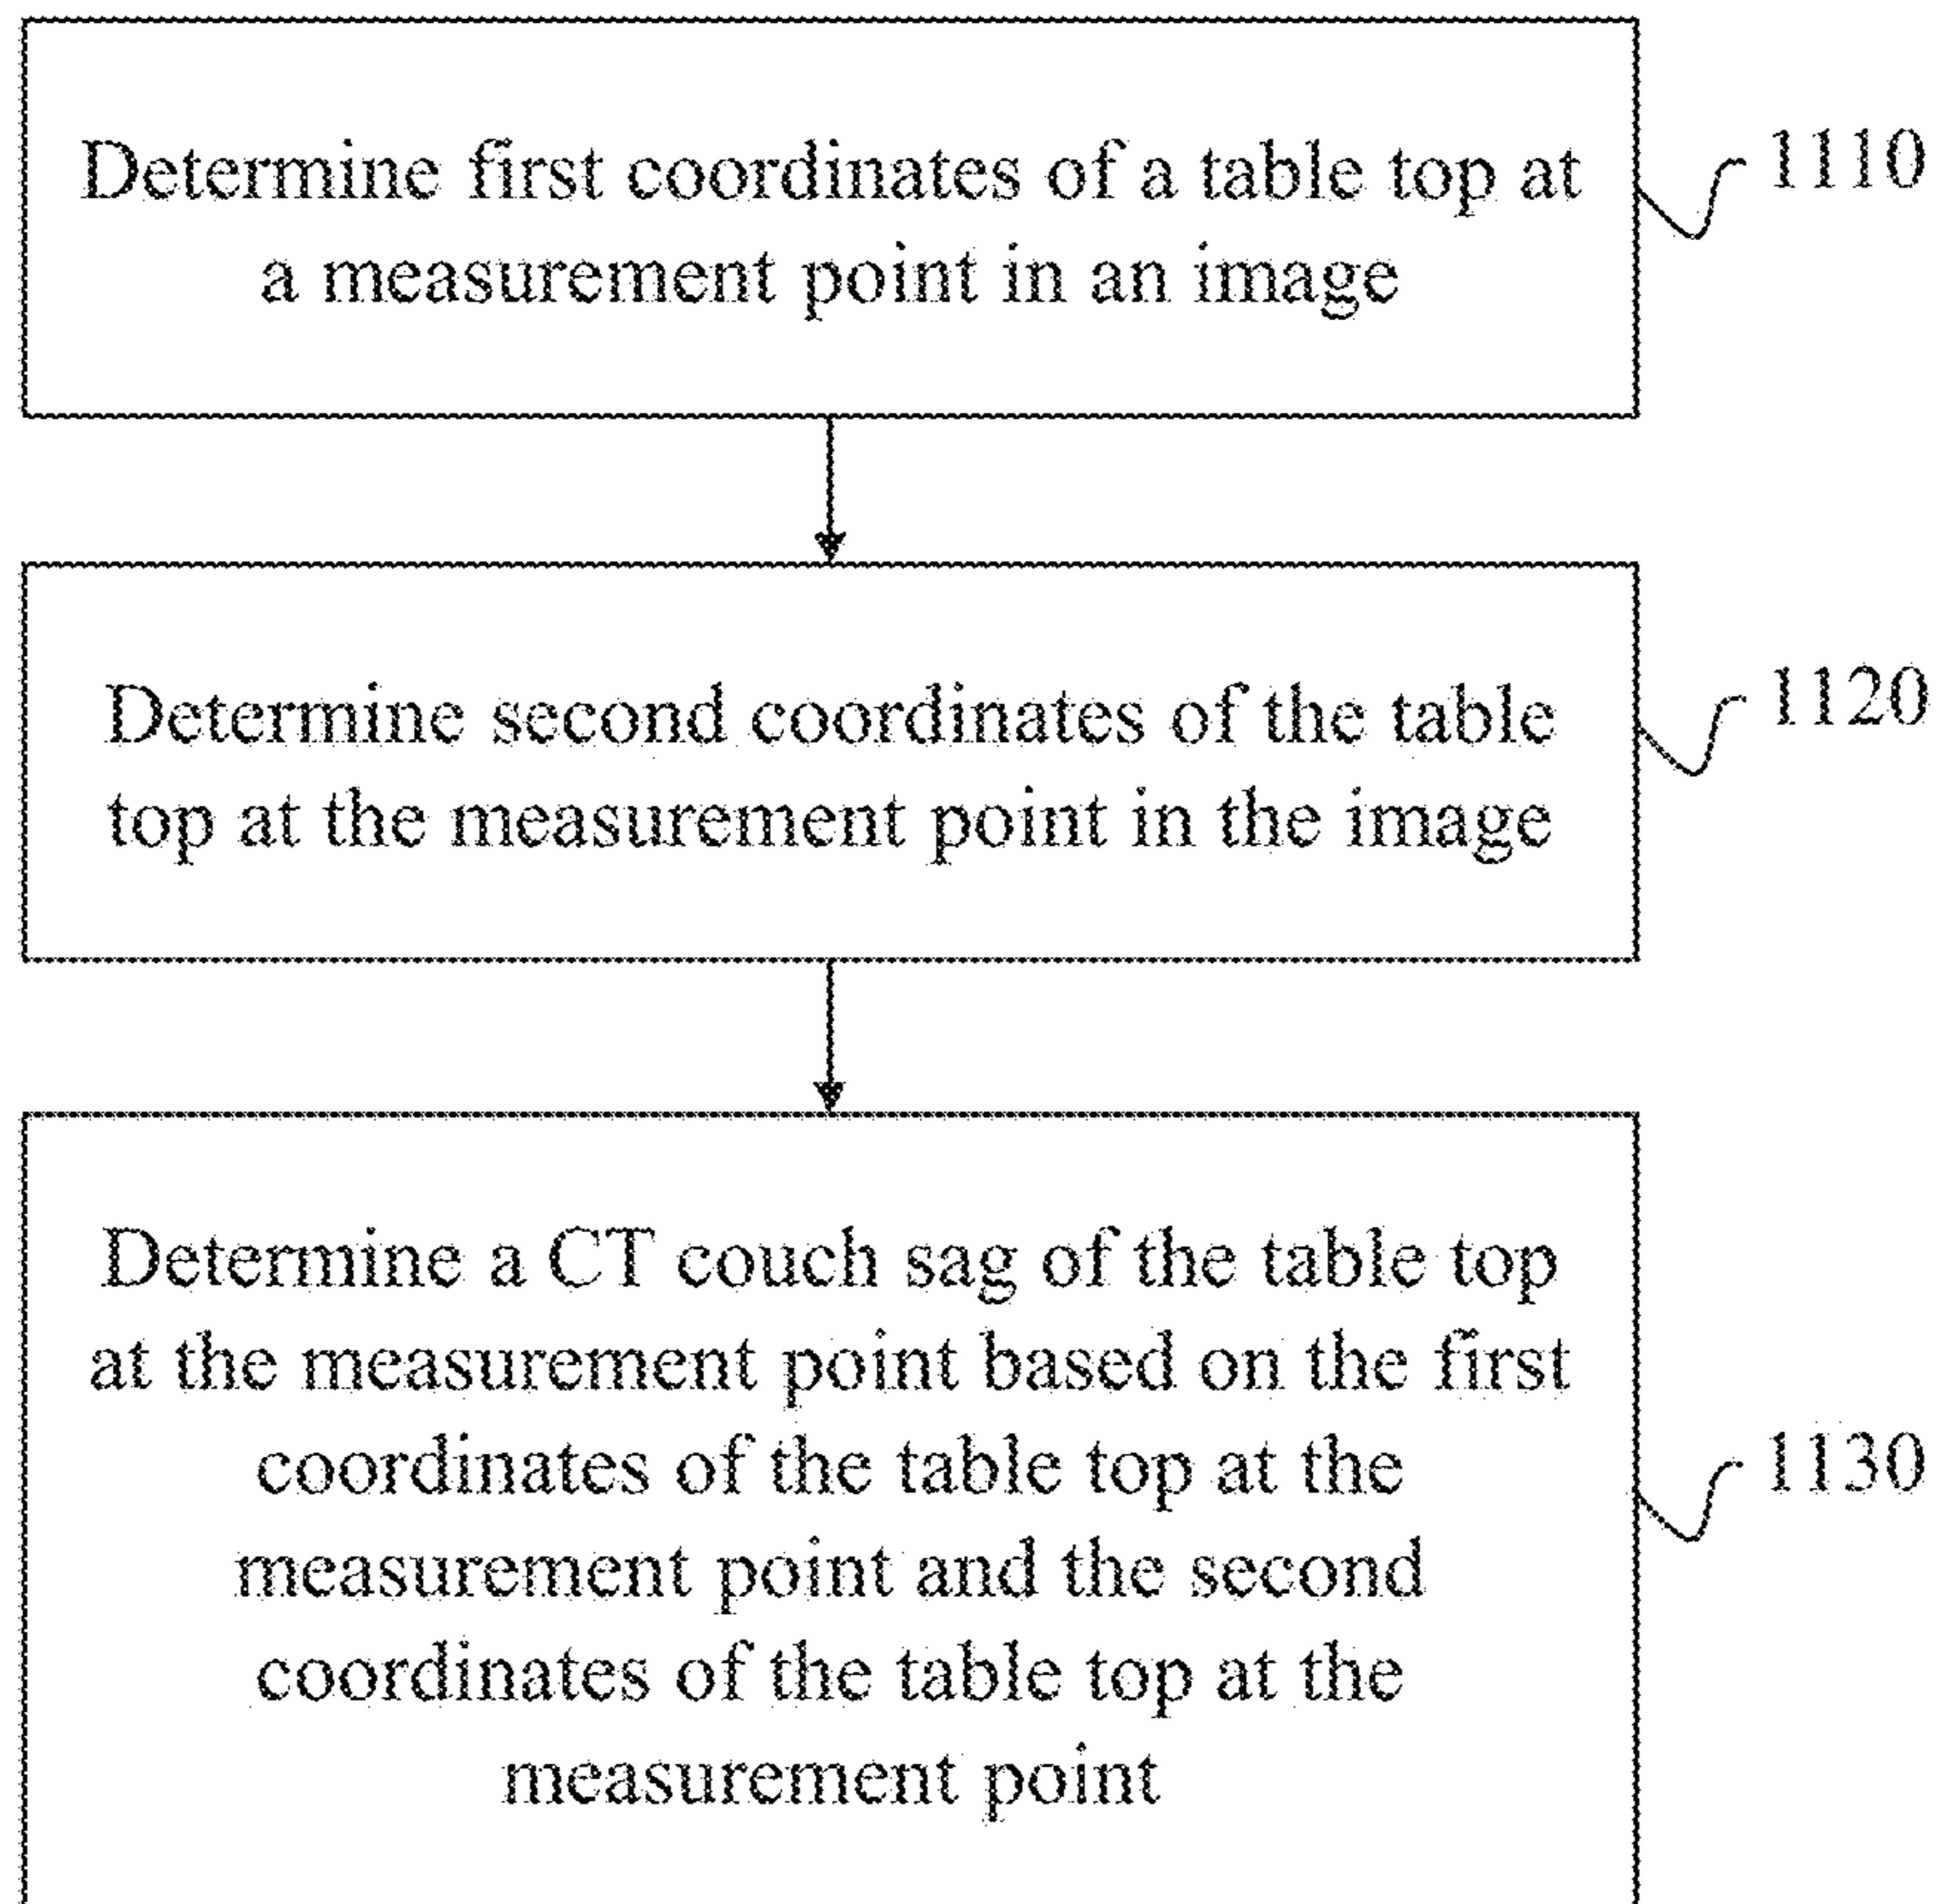 Determine first coordinates of a table top at
a measurement point in an image
1110
Determine second coordinates of the table
top at the measurement point in the image
1120
Determine a CT couch sag of the table top
at the measurement point based on the first
coordinates of the table top at the
measurement point and the second
coordinates of the table top at the
measurement point
1130